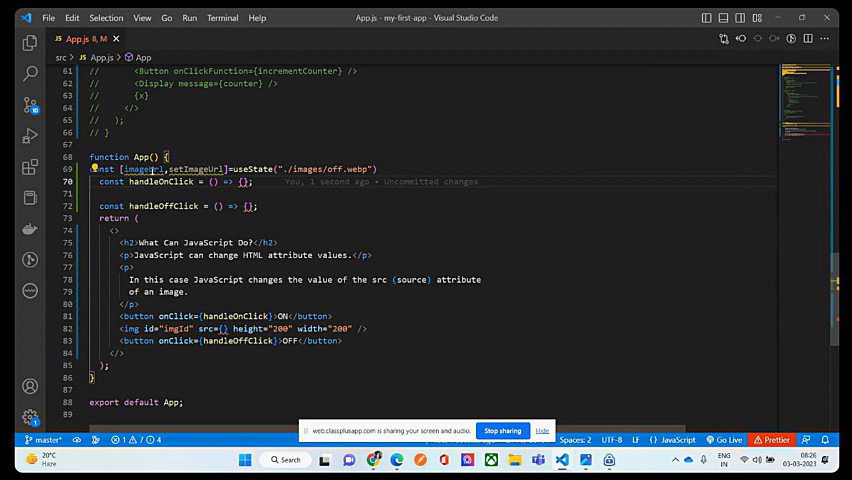 File Edit Selection View Go Run Terminal Help
App.js - my-first-app - Visual Studio Code
JS App.js 8, M
src > JS App.js > App
61 // <Button onClickFunction={incrementCounter} />
62 // <Display message={counter} />
63 // {x}
64 // </>
65 // );
66 // }
67
68 function App() {
69 const [imageUrl,setImageUrl]=useState("./images/off.webp")
70 const handleOnClick = () => {}; You, 1 second ago • Uncommitted changes
71
72 const handleOffClick = () => {};
73 return (
74 <>
75 <h2>What Can JavaScript Do?</h2>
76 <p>JavaScript can change HTML attribute values.</p>
77 <p>
78 In this case JavaScript changes the value of the src (source) attribute
79 of an image.
80 </p>
81 <button onClick={handleOnClick}>ON</button>
82 <img id="imgId" src={} height="200" width="200" />
83 <button onClick={handleOffClick}>OFF</button>
84 </>
85 );
86 }
87
88 export default App;
89
10
1
web.classplusapp.com is sharing your screen and audio. Stop sharing Hide
master* 1 7 4 Spaces: 2 UTF-8 LF {} JavaScript Go Live Prettier
20°C
Haze
Search
ENG
IN
08:26
03-03-2023